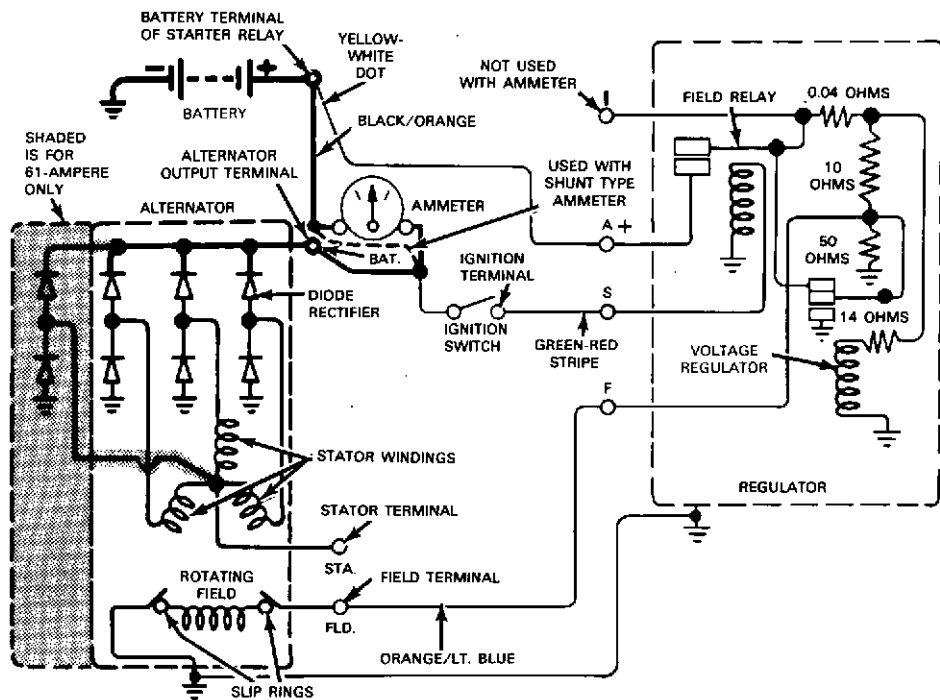 BATTERY TERMINAL
OF STARTER RELAY
YELLOW-
WHITE
DOT
NOT USED
WITH AMMETER
I
FIELD RELAY
0.04 OHMS
−
+
BATTERY
BLACK/ORANGE
SHADED
IS FOR
61-AMPERE
ONLY
ALTERNATOR
OUTPUT TERMINAL
USED WITH
SHUNT TYPE
AMMETER
10
OHMS
ALTERNATOR
AMMETER
A +
BAT.
IGNITION
TERMINAL
50
OHMS
DIODE
RECTIFIER
IGNITION
SWITCH
S
GREEN-RED
STRIPE
14 OHMS
VOLTAGE
REGULATOR
F
STATOR WINDINGS
REGULATOR
STATOR TERMINAL
STA.
ROTATING
FIELD
FIELD TERMINAL
FLD.
ORANGE/LT. BLUE
SLIP RINGS